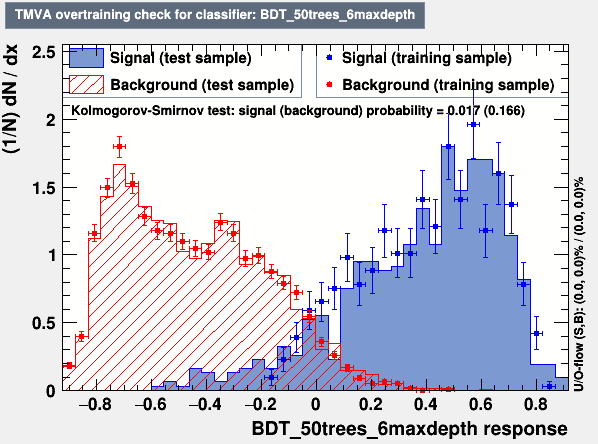 TMVA overtraining check for classifier: BDT_50trees_6maxdepth
(1/N) dN / dx
Signal (test sample)
Background (test sample)
Signal (training sample)
Background (training sample)
Kolmogorov-Smirnov test: signal (background) probability = 0.017 (0.166)
2.5
2
1.5
1
0.5
0
−0.8 −0.6 −0.4 −0.2 0 0.2 0.4 0.6 0.8
BDT_50trees_6maxdepth response
U/O-flow (S,B): (0.0, 0.0)% / (0.0, 0.0)%